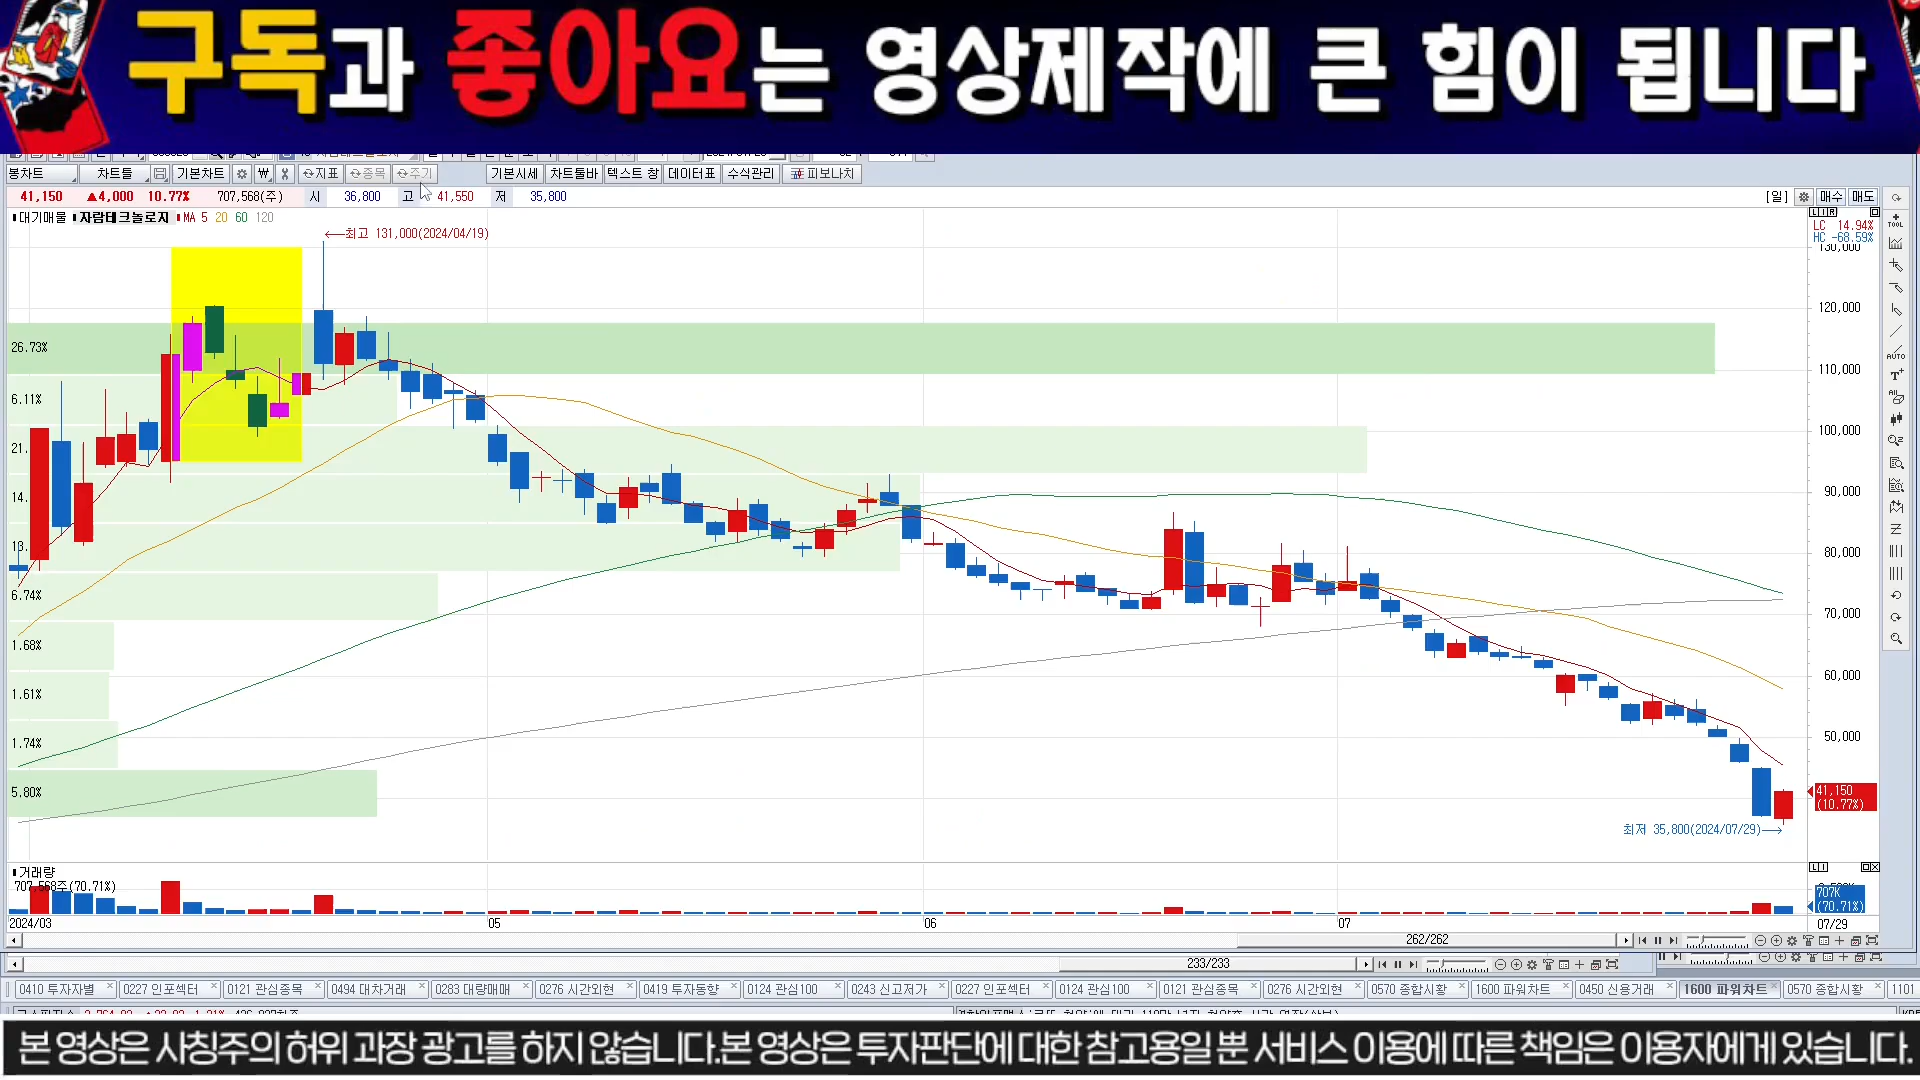 구독과 좋아요는 영상제작에 큰 힘이 됩니다
봉차트 차트틀 기본차트 지표 종목 주기 기본시세 차트툴바 텍스트 창 데이터표 수식관리 피보나치
41,150 ▲4,000 10.77% 707,568(주) 시 36,800 고 41,550 저 35,800 [일] 매수 매도
대기매물 자람테크놀로지 MA 5 20 60 120
LC 14.94%
HC -68.59%
←최고 131,000(2024/04/19)
130,000
120,000
26.73%
110,000
6.11%
100,000
21.
14.
90,000
13.
80,000
6.74%
70,000
1.68%
60,000
1.61%
1.74%
50,000
5.80%
41,150
(10.77%)
최저 35,800(2024/07/29)→
거래량
707,568주(70.71%)
707K
(70.71%)
2024/03 05 06 07 07/29
262/262
233/233
0410 투자자별 0227 인포섹터 0121 관심종목 0494 대차거래 0283 대량매매 0276 시간외현 0419 투자동향 0124 관심100 0243 신고저가 0227 인포섹터 0124 관심100 0121 관심종목 0276 시간외현 0570 종합시황 1600 파워차트 0450 신용거래 1600 파워차트 0570 종합시황 1101
본 영상은 사칭주의 허위 과장 광고를 하지 않습니다.본 영상은 투자판단에 대한 참고용일 뿐 서비스 이용에 따른 책임은 이용자에게 있습니다.